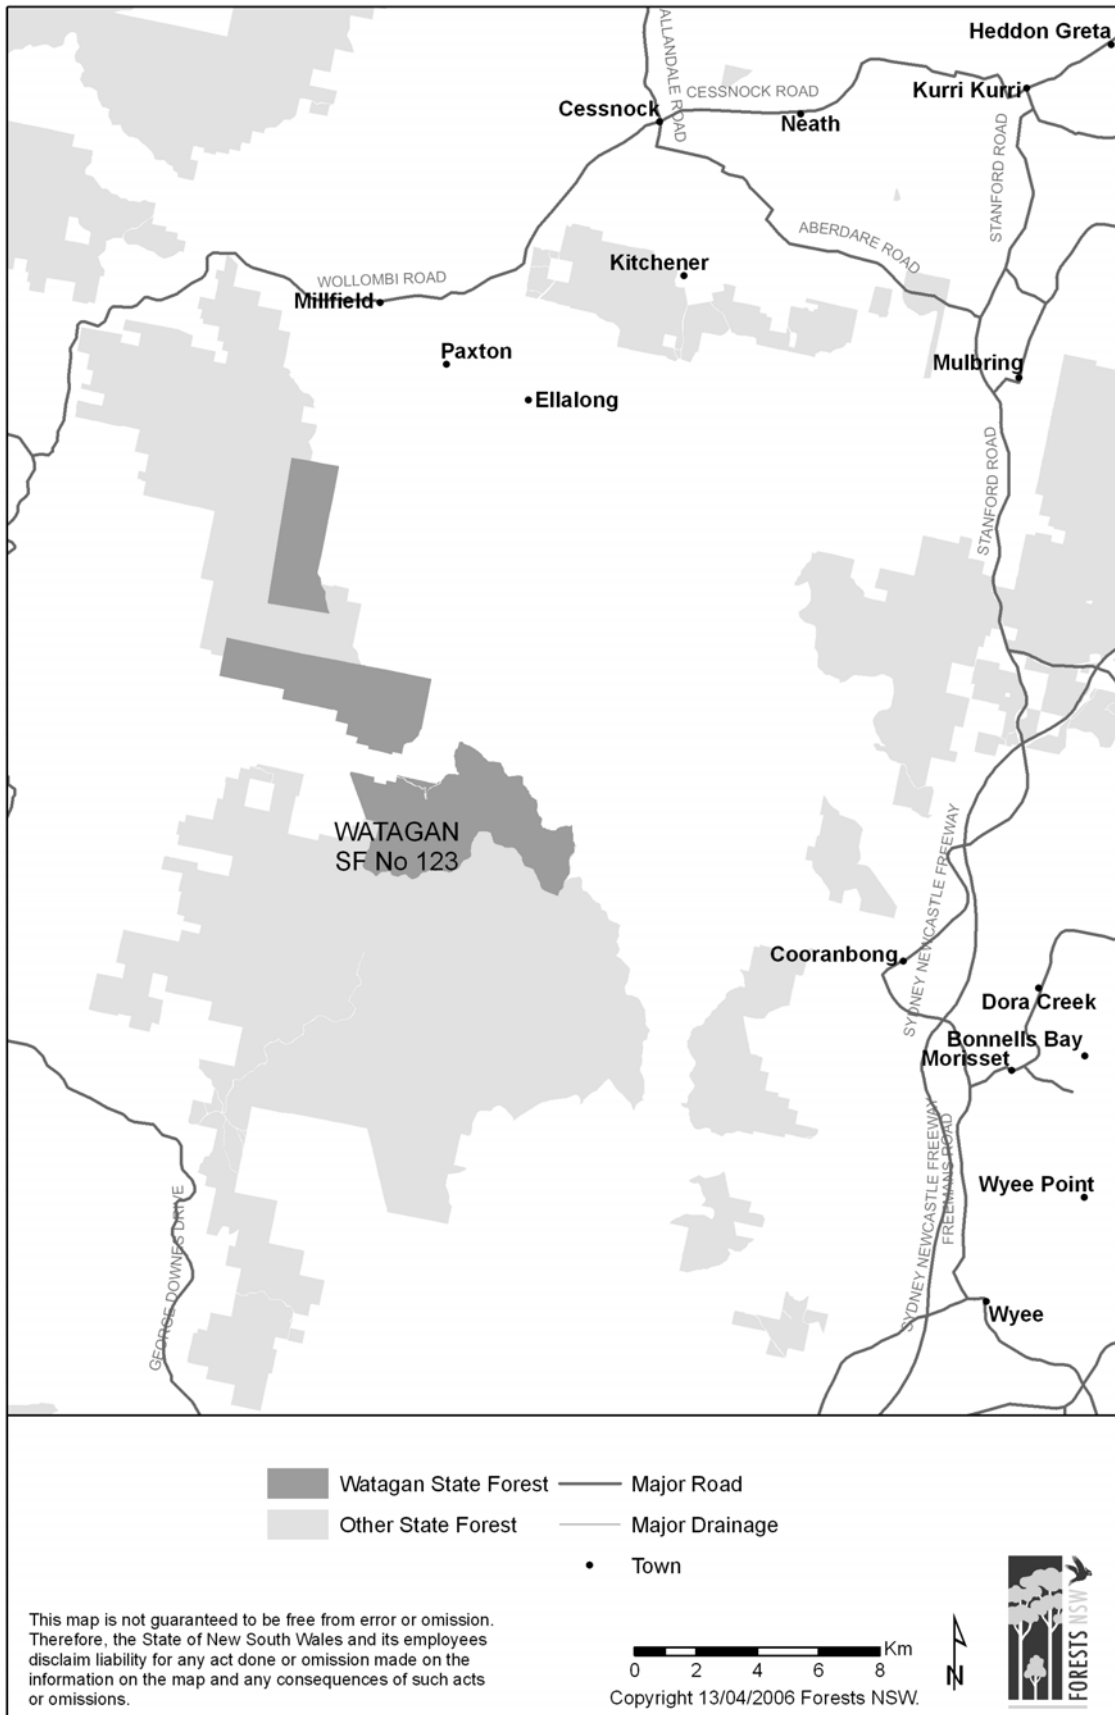 Heddon Greta
ALLANDALE ROAD
CESSNOCK ROAD
Kurri Kurri
Cessnock
Neath
STANFORD ROAD
ABERDARE ROAD
Kitchener
WOLLOMBI ROAD
Millfield
Paxton
Mulbring
Ellalong
STANFORD ROAD
WATAGAN
SF No 123
SYDNEY NEWCASTLE FREEWAY
Cooranbong
Dora Creek
Bonnells Bay
Morisset
SYDNEY NEWCASTLE FREEWAY
FREEMANS ROAD
Wyee Point
GEORGE DOWNES DRIVE
Wyee
Watagan State Forest
Major Road
Other State Forest
Major Drainage
Town
This map is not guaranteed to be free from error or omission.
Therefore, the State of New South Wales and its employees
disclaim liability for any act done or omission made on the
information on the map and any consequences of such acts
or omissions.
Km
0 2 4 6 8
Copyright 13/04/2006 Forests NSW.
N
FORESTS NSW